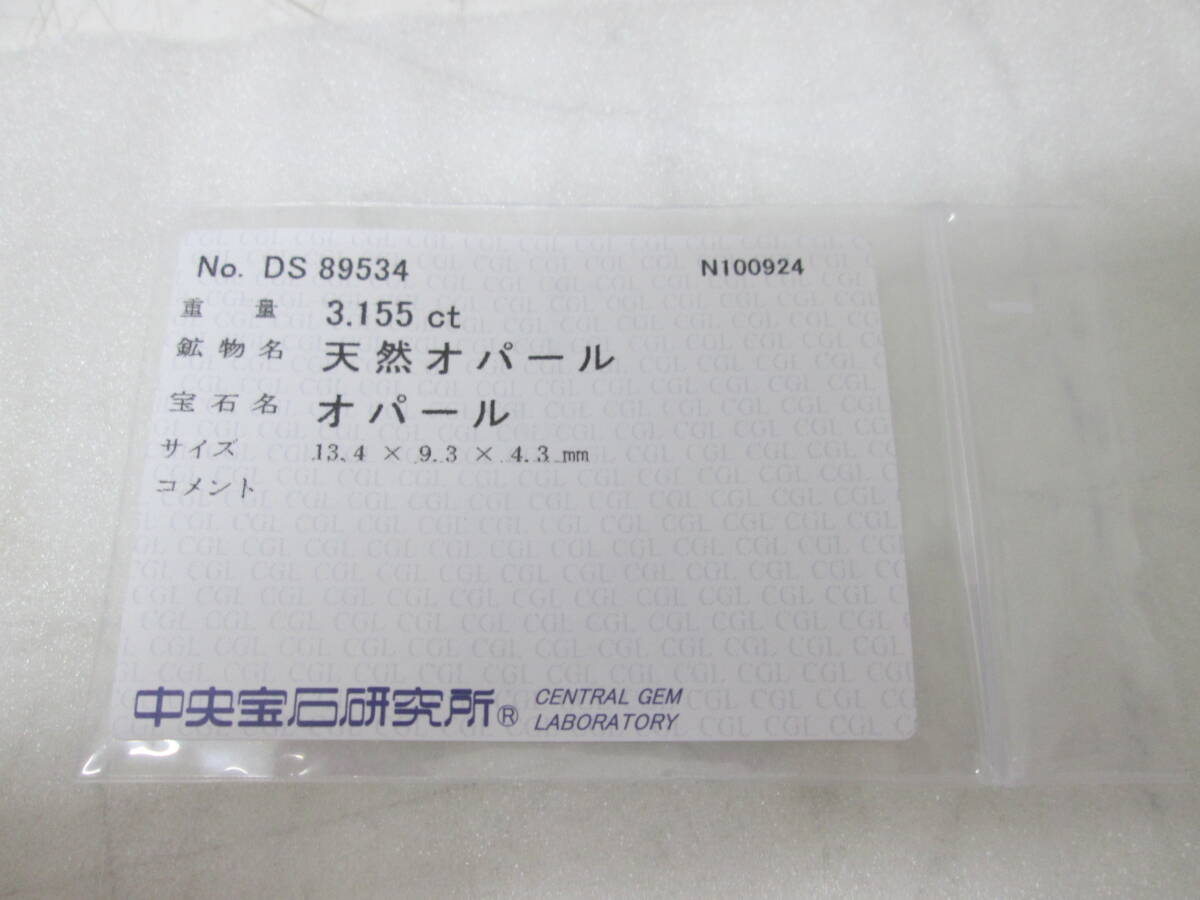 No. DS 89534 N100924
重量 3.155 ct
鉱物名 天然オパール
宝石名 オパール
サイズ 13.4 × 9.3 × 4.3 mm
コメント
中央宝石研究所® CENTRAL GEM
LABORATORY